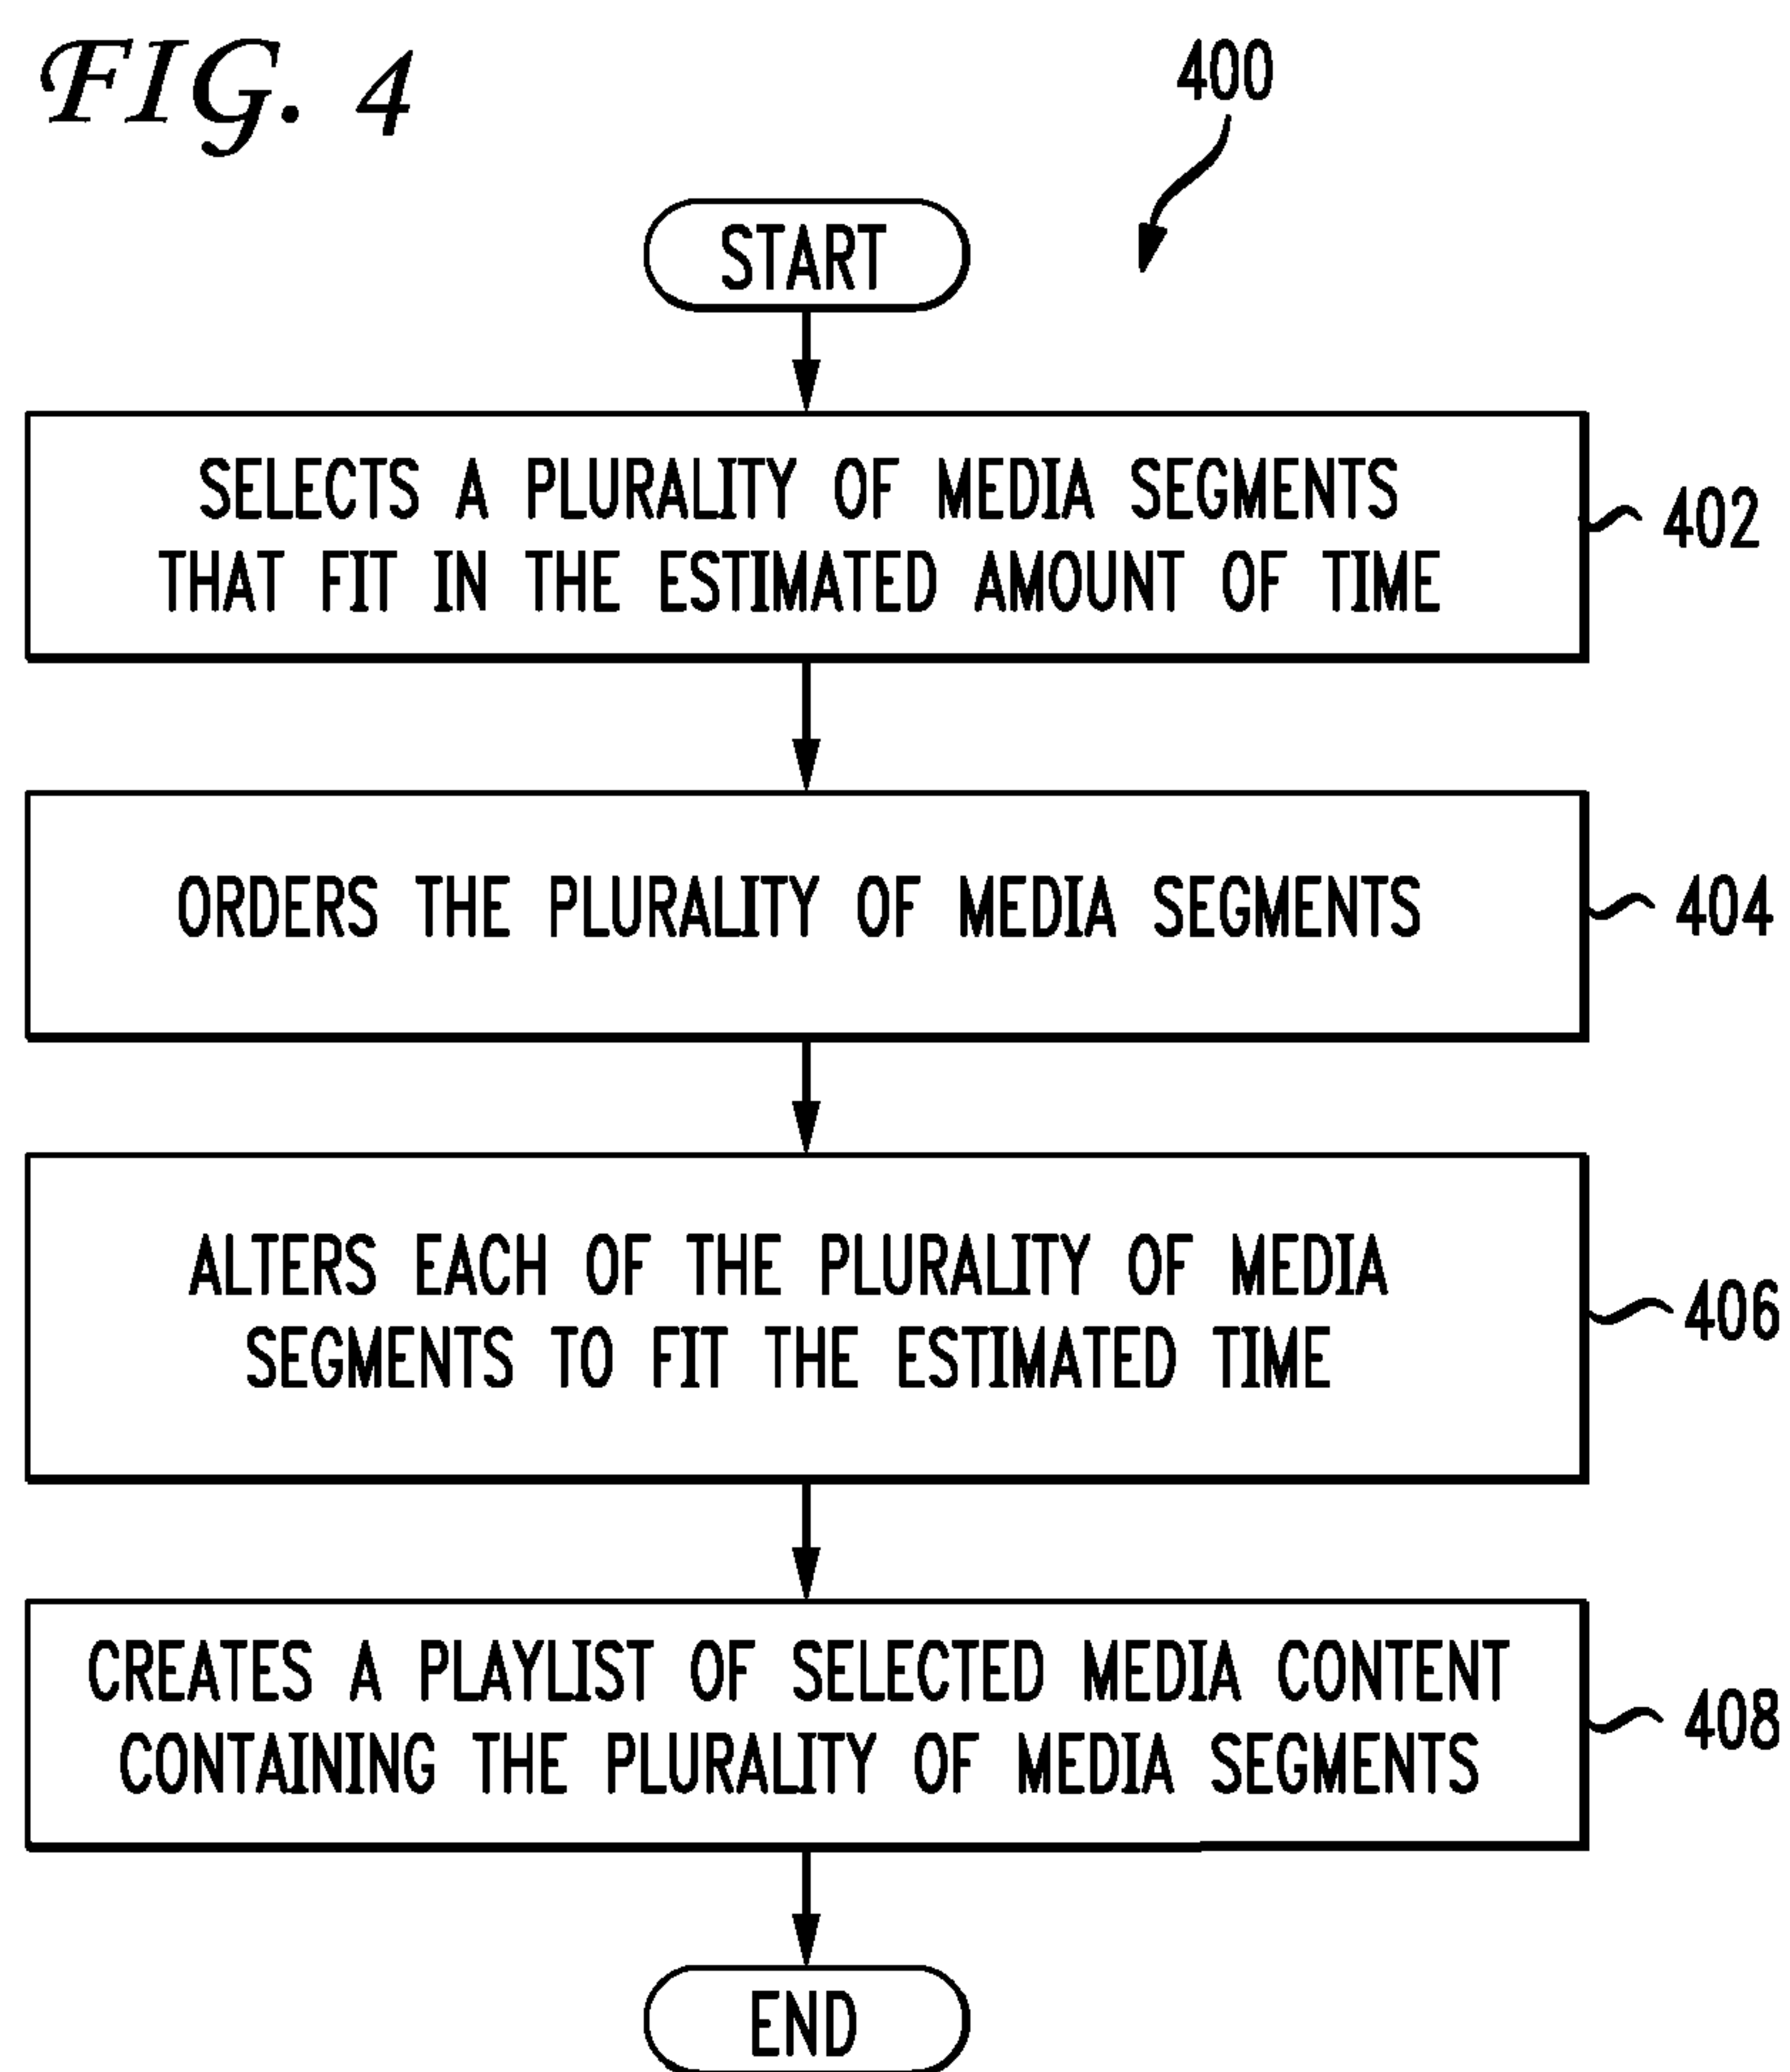 FIG. 4
400
START
SELECTS A PLURALITY OF MEDIA SEGMENTS
THAT FIT IN THE ESTIMATED AMOUNT OF TIME
402
ORDERS THE PLURALITY OF MEDIA SEGMENTS
404
ALTERS EACH OF THE PLURALITY OF MEDIA
SEGMENTS TO FIT THE ESTIMATED TIME
406
CREATES A PLAYLIST OF SELECTED MEDIA CONTENT
CONTAINING THE PLURALITY OF MEDIA SEGMENTS
408
END